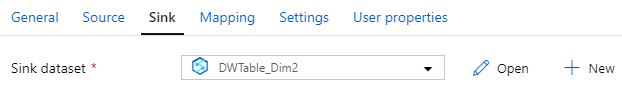 General Source Sink Mapping Settings User properties
Sink dataset * DWTable_Dim2 Open New